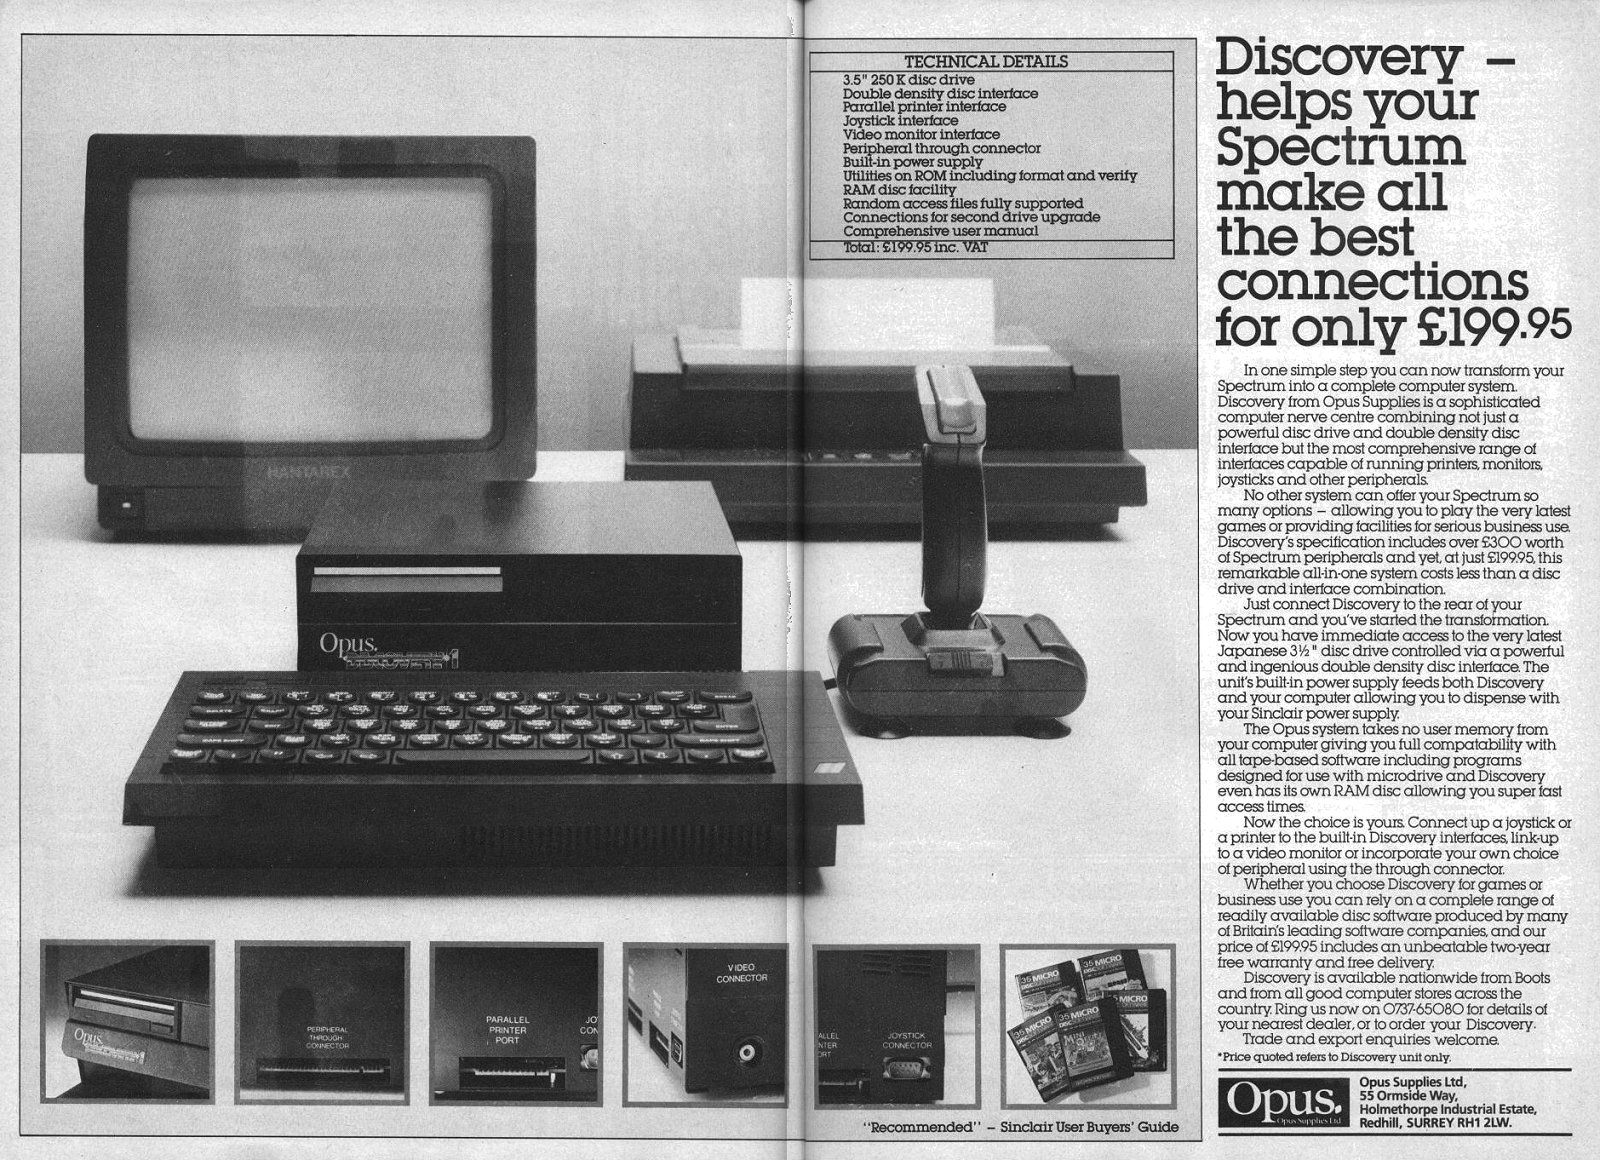 TECHNICAL DETAILS
3.5" 250 K disc drive
Double density disc interface
Parallel printer interface
Joystick interface
Video monitor interface
Peripheral through connector
Built-in power supply
Utilities on ROM including format and verify
RAM disc facility
Random access files fully supported
Connections for second drive upgrade
Comprehensive user manual
Total: £199.95 inc. VAT
HANTAREX
Opus.
DISCOVERY 1
Opus.
PERIPHERAL
THROUGH
CONNECTOR
PARALLEL
PRINTER
PORT
JO
CON
VIDEO
CONNECTOR
ALLEL
NTER
ORT
JOYSTICK
CONNECTOR
35 MICRO
35 MICRO
MICRO
35 MICRO
35 MICRO
"Recommended" – Sinclair User Buyers' Guide
Discovery –
helps your
Spectrum
make all
the best
connections
for only £199.95
In one simple step you can now transform your
Spectrum into a complete computer system.
Discovery from Opus Supplies is a sophisticated
computer nerve centre combining not just a
powerful disc drive and double density disc
interface but the most comprehensive range of
interfaces capable of running printers, monitors,
joysticks and other peripherals.
No other system can offer your Spectrum so
many options – allowing you to play the very latest
games or providing facilities for serious business use.
Discovery's specification includes over £300 worth
of Spectrum peripherals and yet, at just £199.95, this
remarkable all-in-one system costs less than a disc
drive and interface combination.
Just connect Discovery to the rear of your
Spectrum and you've started the transformation.
Now you have immediate access to the very latest
Japanese 3½" disc drive controlled via a powerful
and ingenious double density disc interface. The
unit's built-in power supply feeds both Discovery
and your computer allowing you to dispense with
your Sinclair power supply.
The Opus system takes no user memory from
your computer giving you full compatability with
all tape-based software including programs
designed for use with microdrive and Discovery
even has its own RAM disc allowing you super fast
access times.
Now the choice is yours. Connect up a joystick or
a printer to the built-in Discovery interfaces, link-up
to a video monitor or incorporate your own choice
of peripheral using the through connector.
Whether you choose Discovery for games or
business use you can rely on a complete range of
readily available disc software produced by many
of Britain's leading software companies, and our
price of £199.95 includes an unbeatable two-year
free warranty and free delivery.
Discovery is available nationwide from Boots
and from all good computer stores across the
country. Ring us now on 0737-65080 for details of
your nearest dealer, or to order your Discovery.
Trade and export enquiries welcome.
*Price quoted refers to Discovery unit only.
Opus.
Opus Supplies Ltd
Opus Supplies Ltd,
55 Ormside Way,
Holmethorpe Industrial Estate,
Redhill, SURREY RH1 2LW.